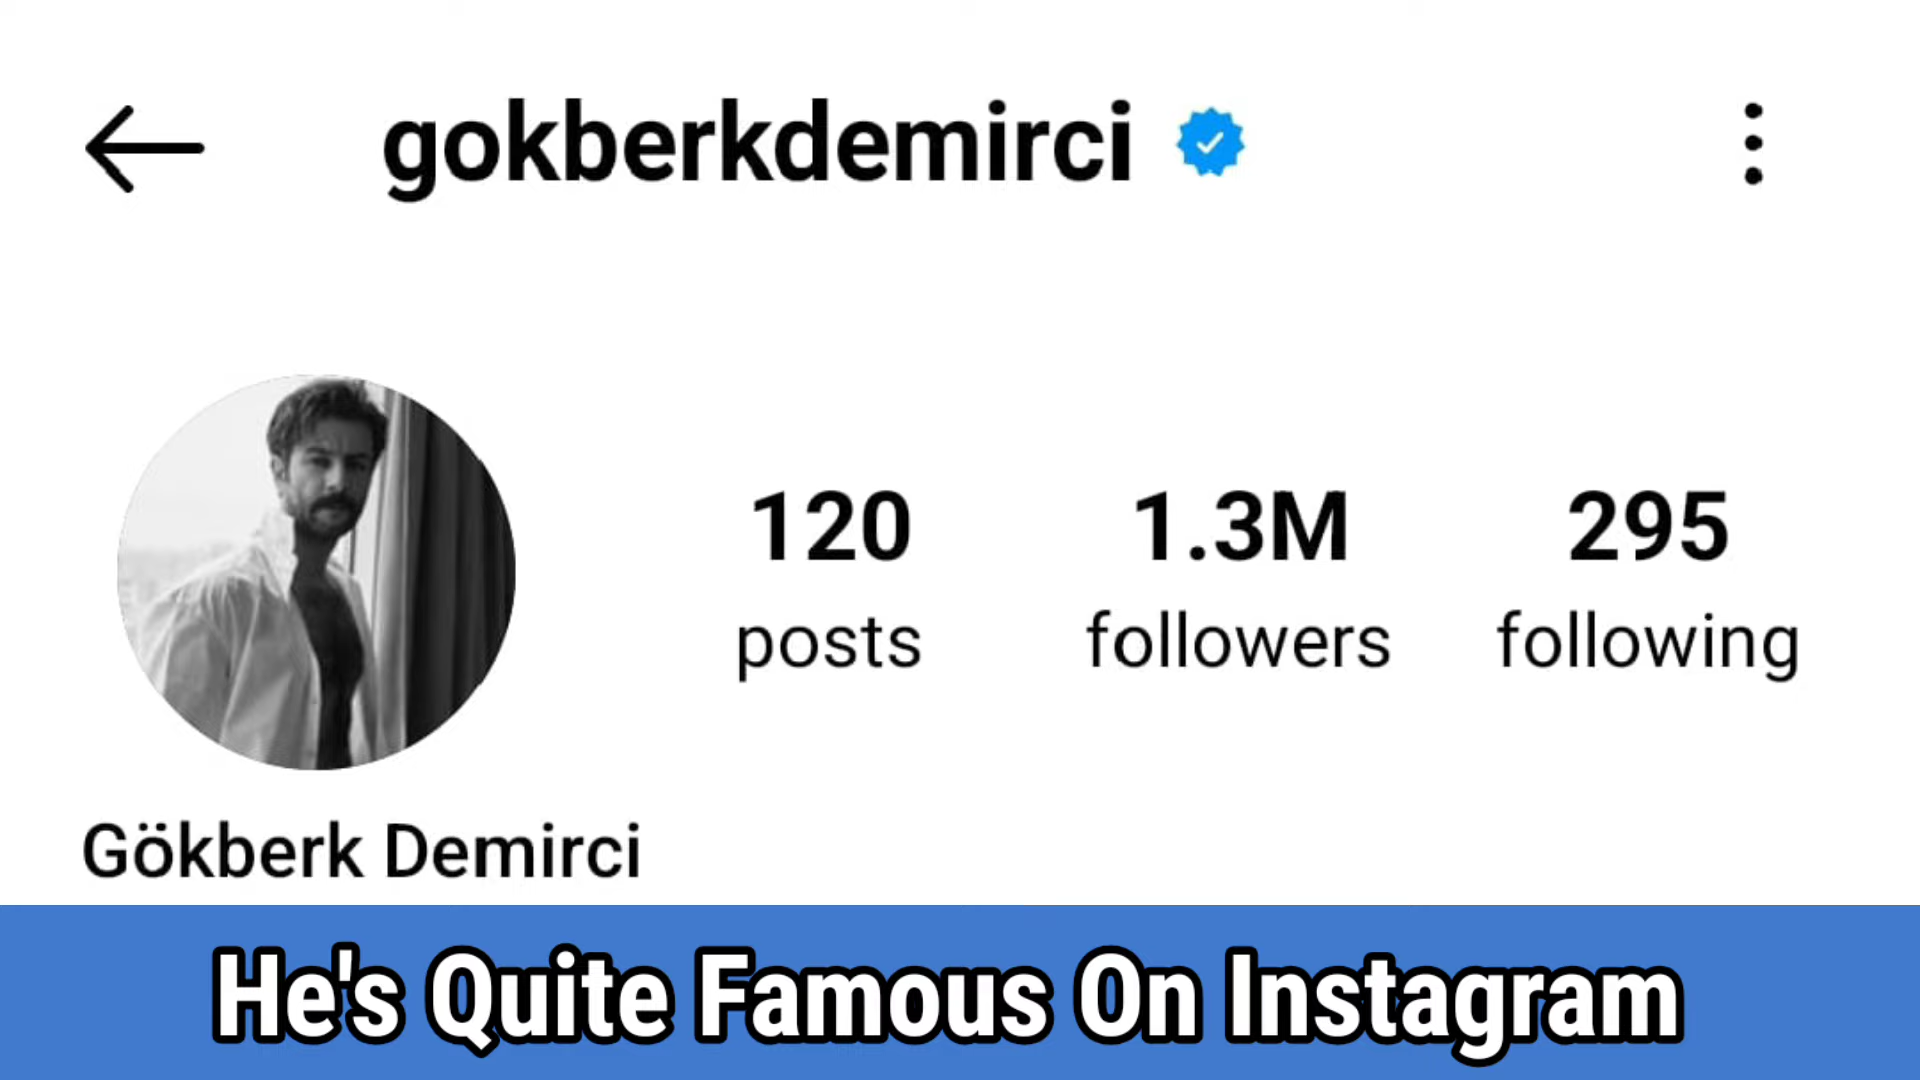 gokberkdemirci
120 1.3M 295
posts followers following
Gökberk Demirci
He's Quite Famous On Instagram